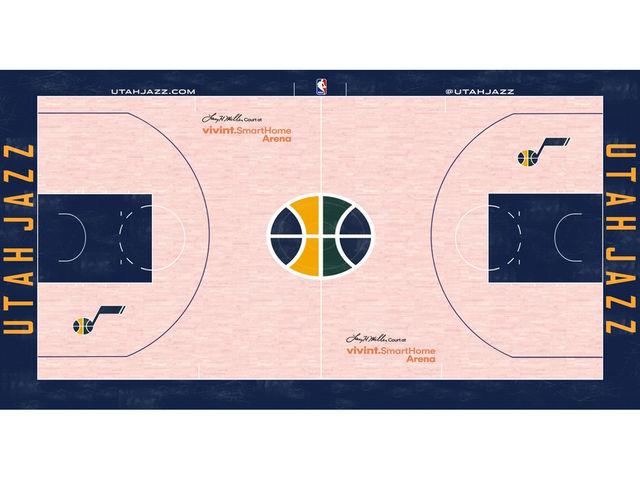 UTAHJAZZ.COM
@UTAHJAZZ
Larry H. Miller Court at
vivint.SmartHome
Arena
UTAH JAZZ
UTAH JAZZ
Larry H. Miller Court at
vivint.SmartHome
Arena